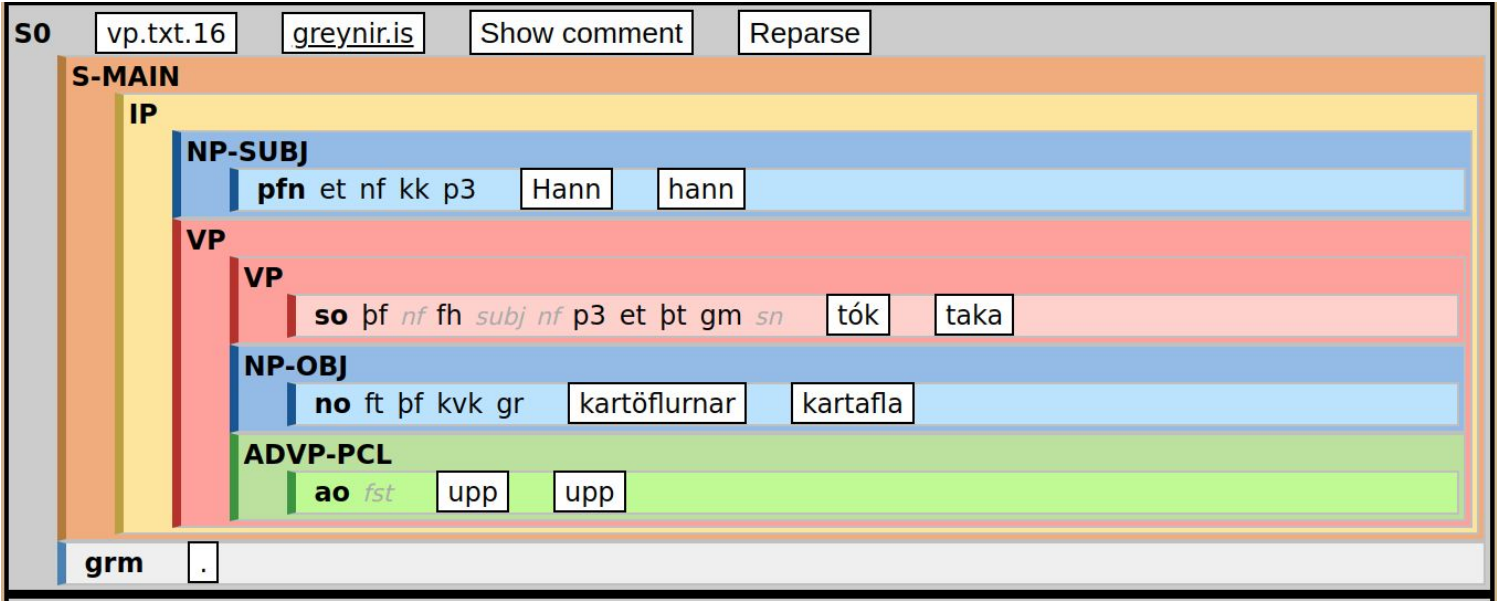 S0 vp.txt.16 greynir.is Show comment Reparse
S-MAIN
IP
NP-SUBJ
pfn et nf kk p3 Hann hann
VP
VP
so þf nf fh subj nf p3 et þt gm sn tók taka
NP-OBJ
no ft þf kvk gr kartöflurnar kartafla
ADVP-PCL
ao fst upp upp
grm .